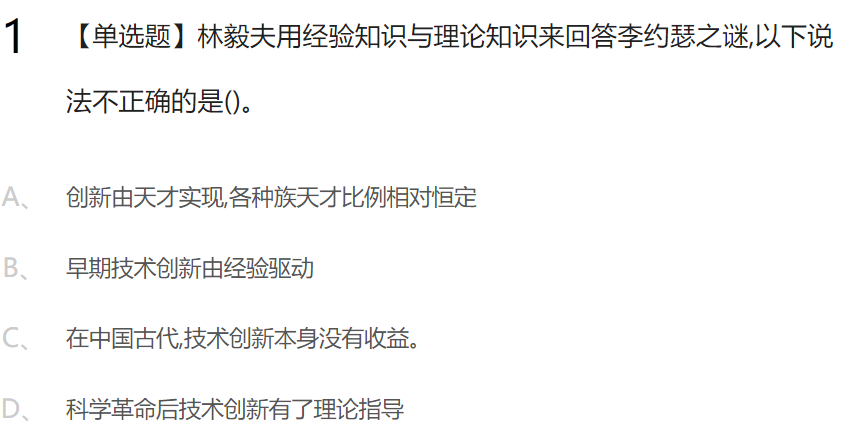 1 【单选题】林毅夫用经验知识与理论知识来回答李约瑟之谜,以下说
法不正确的是()。
A、 创新由天才实现,各种族天才比例相对恒定
B、 早期技术创新由经验驱动
C、 在中国古代,技术创新本身没有收益。
D、 科学革命后技术创新有了理论指导